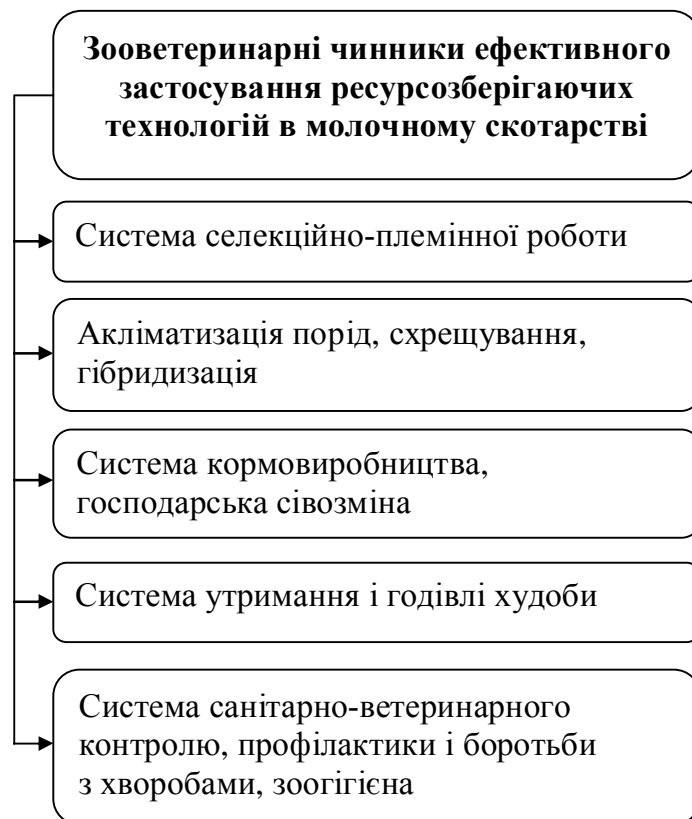 Зооветеринарні чинники ефективного
застосування ресурсозберігаючих
технологій в молочному скотарстві
Система селекційно-племінної роботи
Акліматизація порід, схрещування,
гібридизація
Система кормовиробництва,
господарська сівозміна
Система утримання і годівлі худоби
Система санітарно-ветеринарного
контролю, профілактики і боротьби
з хворобами, зоогігієна